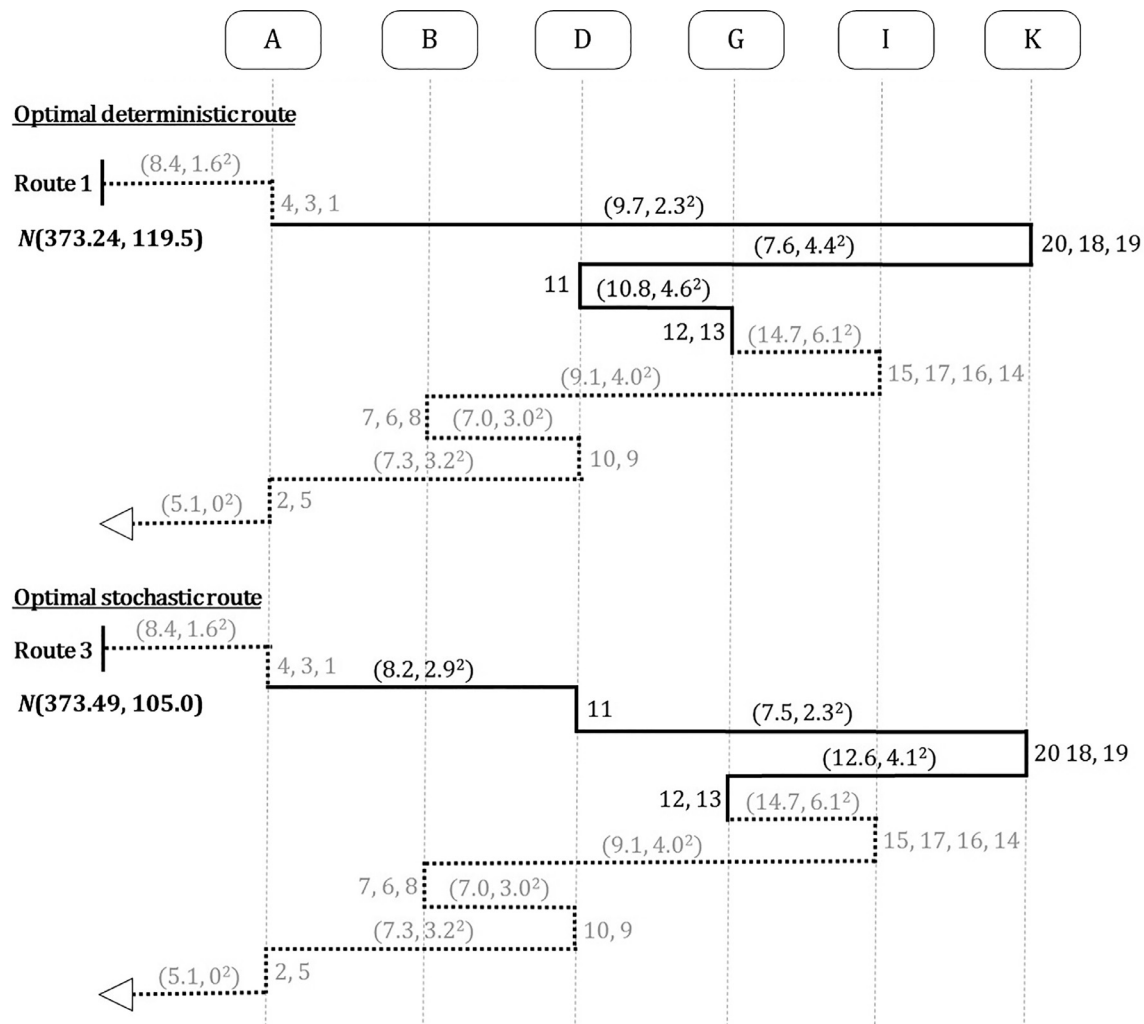 A B D G I K
Optimal deterministic route
(8.4, 1.6²)
Route 1
4, 3, 1
(9.7, 2.3²)
N(373.24, 119.5)
(7.6, 4.4²)
20, 18, 19
11
(10.8, 4.6²)
12, 13
(14.7, 6.1²)
(9.1, 4.0²)
15, 17, 16, 14
7, 6, 8
(7.0, 3.0²)
(7.3, 3.2²)
10, 9
(5.1, 0²)
2, 5
Optimal stochastic route
(8.4, 1.6²)
Route 3
4, 3, 1
(8.2, 2.9²)
N(373.49, 105.0)
11
(7.5, 2.3²)
(12.6, 4.1²)
20 18, 19
12, 13
(14.7, 6.1²)
(9.1, 4.0²)
15, 17, 16, 14
7, 6, 8
(7.0, 3.0²)
(7.3, 3.2²)
10, 9
(5.1, 0²)
2, 5